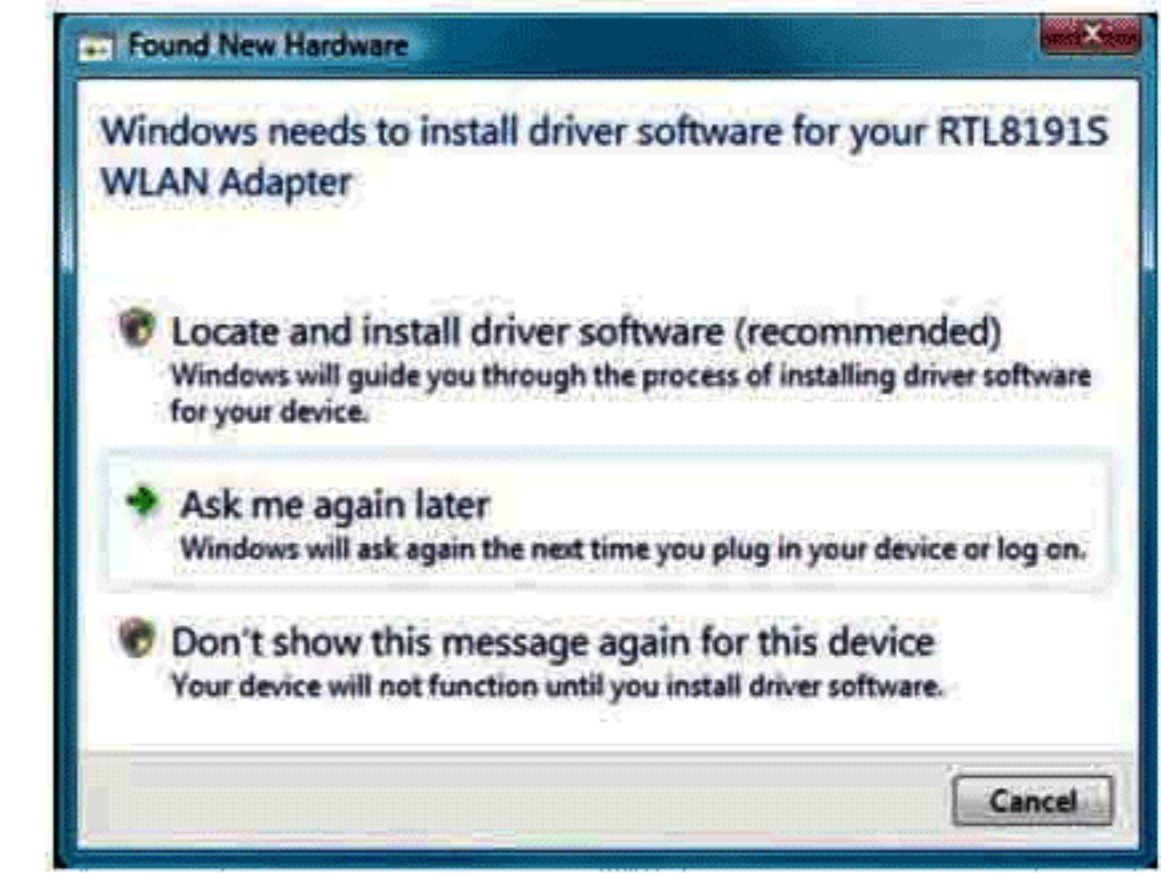 Found New Hardware
Windows needs to install driver software for your RTL8191S
WLAN Adapter
Locate and install driver software (recommended)
Windows will guide you through the process of installing driver software
for your device.
Ask me again later
Windows will ask again the next time you plug in your device or log on.
Don't show this message again for this device
Your device will not function until you install driver software.
Cancel